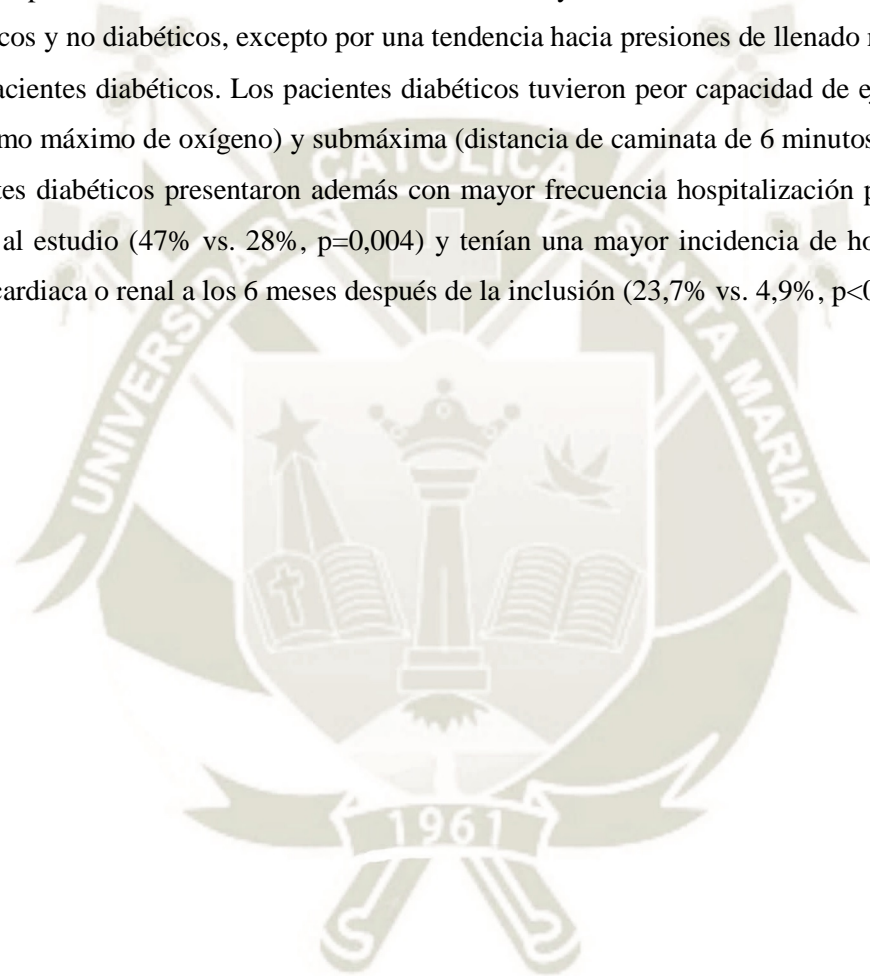 icos y no diabéticos, excepto por una tendencia hacia presiones de llenado
acientes diabéticos. Los pacientes diabéticos tuvieron peor capacidad de
mo máximo de oxígeno) y submáxima (distancia de caminata de 6 minutos
tes diabéticos presentaron además con mayor frecuencia hospitalización p
al estudio (47% vs. 28%, p=0,004) y tenían una mayor incidencia de ho
cardiaca o renal a los 6 meses después de la inclusión (23,7% vs. 4,9%, p<0
UNIVERSIDAD CATOLICA SANTA MARIA
1961